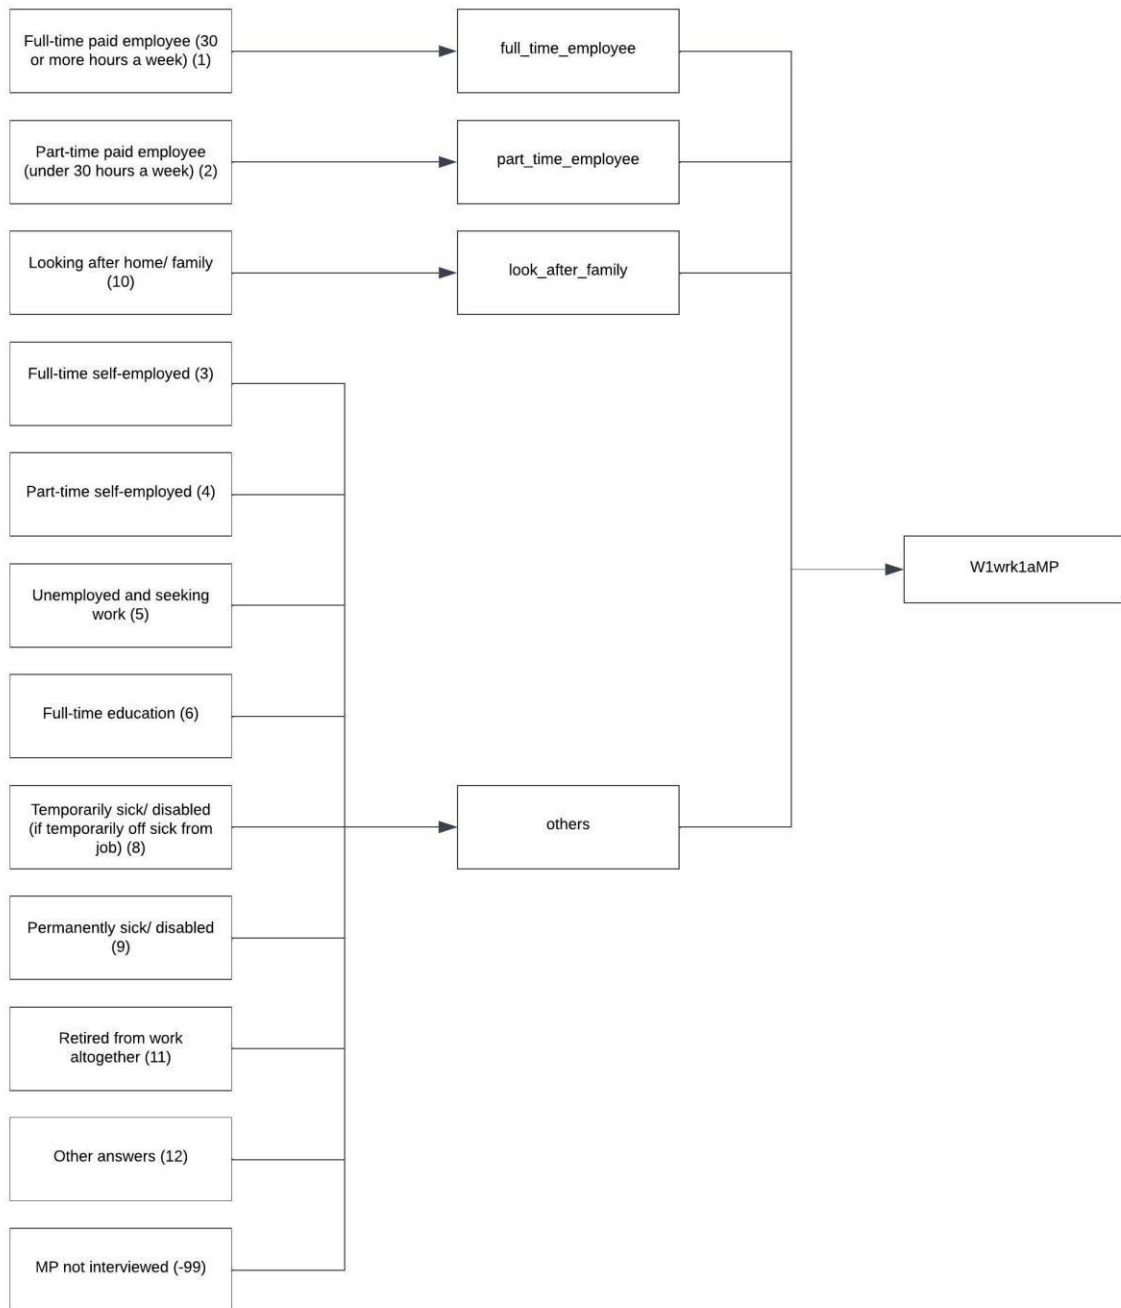 Full-time paid employee (30
or more hours a week) (1)
full_time_employee
Part-time paid employee
(under 30 hours a week) (2)
part_time_employee
Looking after home/ family
(10)
look_after_family
Full-time self-employed (3)
Part-time self-employed (4)
W1wrk1aMP
Unemployed and seeking
work (5)
Full-time education (6)
Temporarily sick/ disabled
(if temporarily off sick from
job) (8)
others
Permanently sick/ disabled
(9)
Retired from work
altogether (11)
Other answers (12)
MP not interviewed (-99)